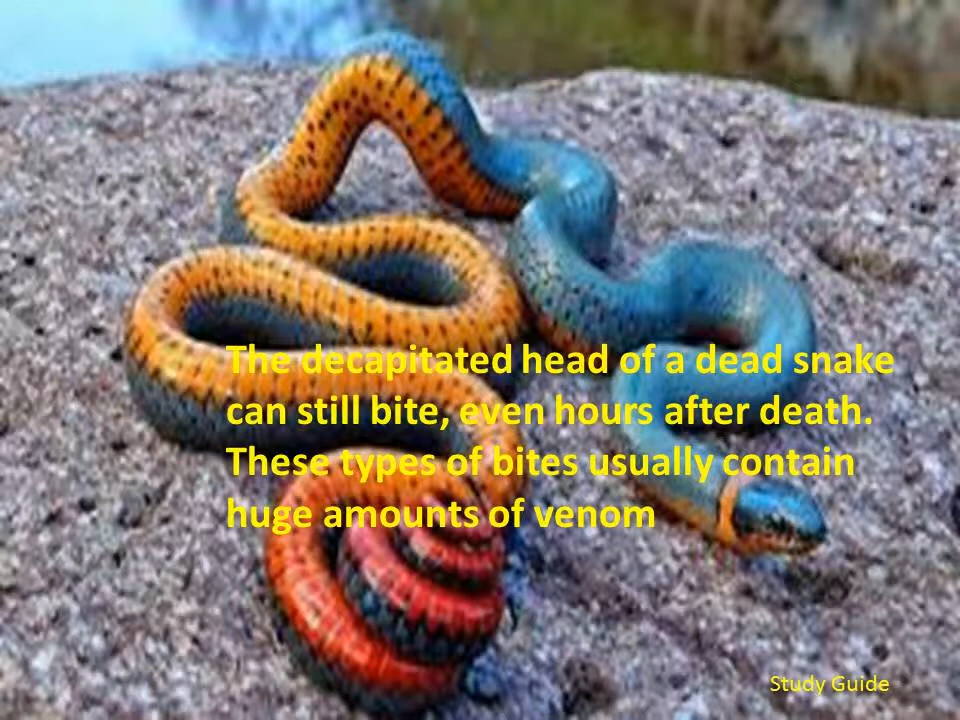 The decapitated head of a dead snake
can still bite, even hours after death.
These types of bites usually contain
huge amounts of venom
Study Guide